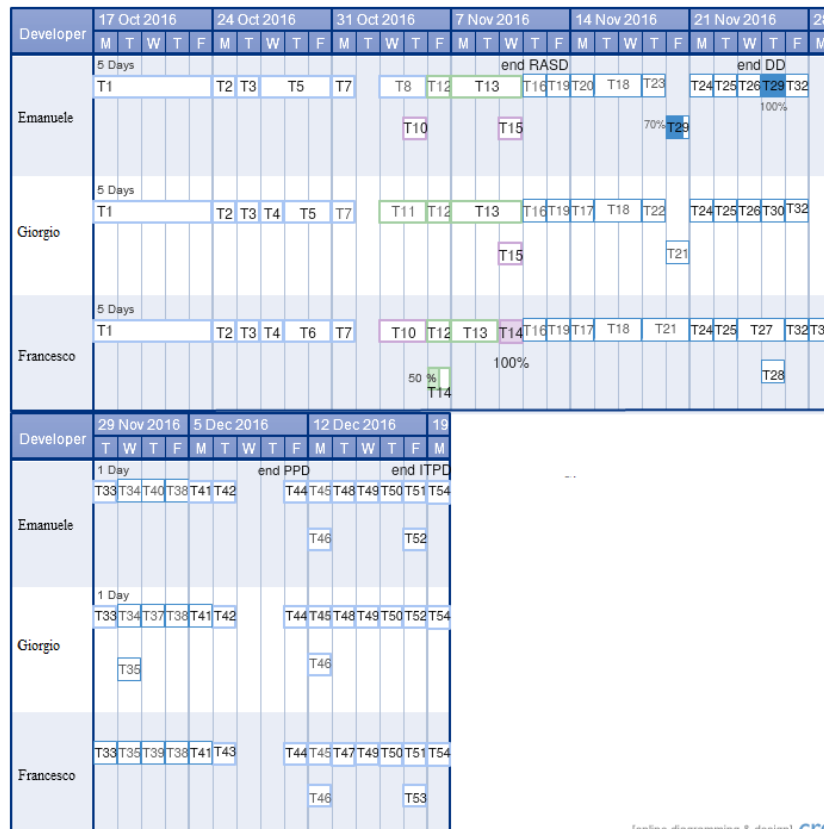 Developer 17 Oct 2016 24 Oct 2016 31 Oct 2016 7 Nov 2016 14 Nov 2016 21 Nov 2016
M T W T F M T W T F M T W T F M T W T F M T W T F M T W T F M
5 Days end RASD end DD
T1 T2 T3 T5 T7 T8 T12 T13 T16 T19 T20 T18 T23 T24 T25 T26 T29 T32
100%
Emanuele
T10 T15 70% T29
5 Days
T1 T2 T3 T4 T5 T7 T11 T12 T13 T16 T19 T17 T18 T22 T24 T25 T26 T30 T32
Giorgio
T15 T21
5 Days
T1 T2 T3 T4 T6 T7 T10 T12 T13 T14 T16 T19 T17 T18 T21 T24 T25 T27 T32
Francesco
100%
50 % T28
T14
Developer 29 Nov 2016 5 Dec 2016 12 Dec 2016 19
T W T F M T W T F M T W T F M
1 Day end PPD end ITPD
T33 T34 T40 T38 T41 T42 T44 T45 T48 T49 T50 T51 T54
Emanuele
T46 T52
1 Day
T33 T34 T37 T38 T41 T42 T44 T45 T48 T49 T50 T52 T54
Giorgio
T35 T46
T33 T35 T39 T38 T41 T43 T44 T45 T47 T49 T50 T51 T54
Francesco
T46 T53